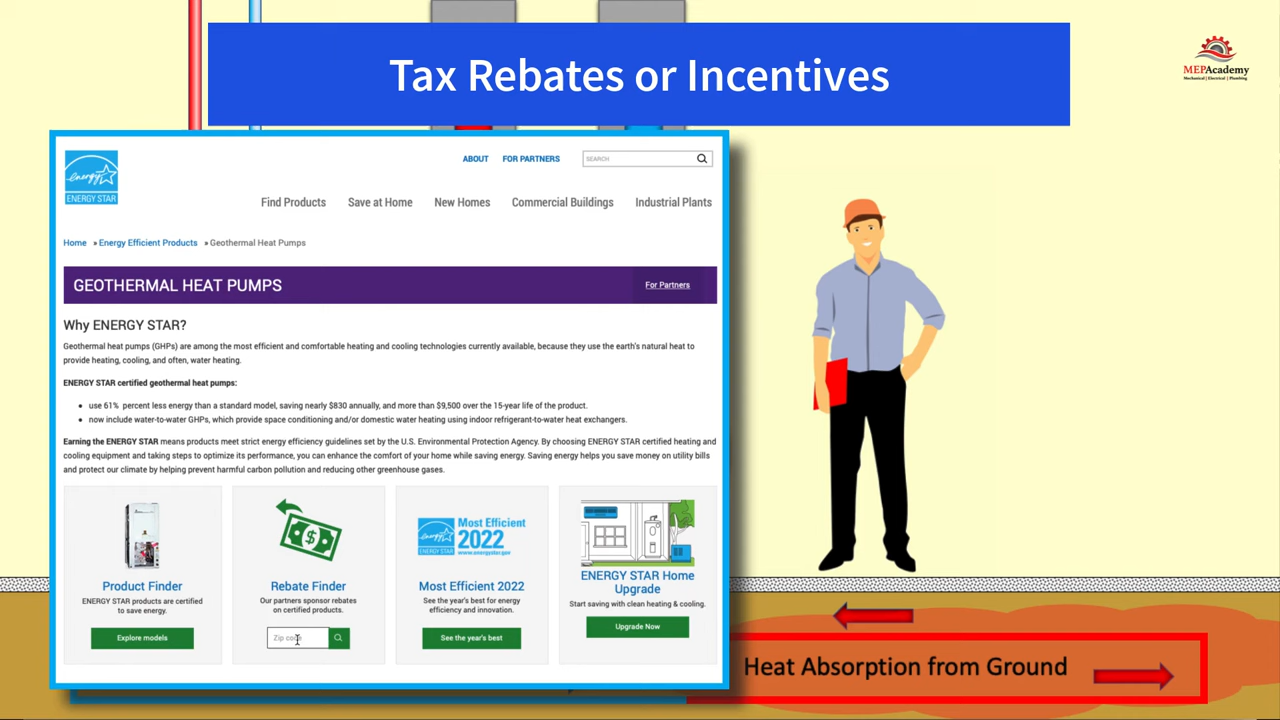 Tax Rebates or Incentives
MEPAcademy
Mechanical | Electrical | Plumbing
energy
ENERGY STAR
ABOUT FOR PARTNERS SEARCH
Find Products Save at Home New Homes Commercial Buildings Industrial Plants
Home » Energy Efficient Products » Geothermal Heat Pumps
GEOTHERMAL HEAT PUMPS For Partners
Why ENERGY STAR?
Geothermal heat pumps (GHPs) are among the most efficient and comfortable heating and cooling technologies currently available, because they use the earth's natural heat to
provide heating, cooling, and often, water heating.
ENERGY STAR certified geothermal heat pumps:
• use 61% percent less energy than a standard model, saving nearly $830 annually, and more than $9,500 over the 15-year life of the product.
• now include water-to-water GHPs, which provide space conditioning and/or domestic water heating using indoor refrigerant-to-water heat exchangers.
Earning the ENERGY STAR means products meet strict energy efficiency guidelines set by the U.S. Environmental Protection Agency. By choosing ENERGY STAR certified heating and
cooling equipment and taking steps to optimize its performance, you can enhance the comfort of your home while saving energy. Saving energy helps you save money on utility bills
and protect our climate by helping prevent harmful carbon pollution and reducing other greenhouse gases.
Product Finder
ENERGY STAR products are certified
to save energy.
Explore models
$
Rebate Finder
Our partners sponsor rebates
on certified products.
Zip code
energy
ENERGY STAR
Most Efficient
2022
www.energystar.gov
Most Efficient 2022
See the year's best for energy
efficiency and innovation.
See the year's best
ENERGY STAR Home
Upgrade
Start saving with clean heating & cooling.
Upgrade Now
Heat Absorption from Ground